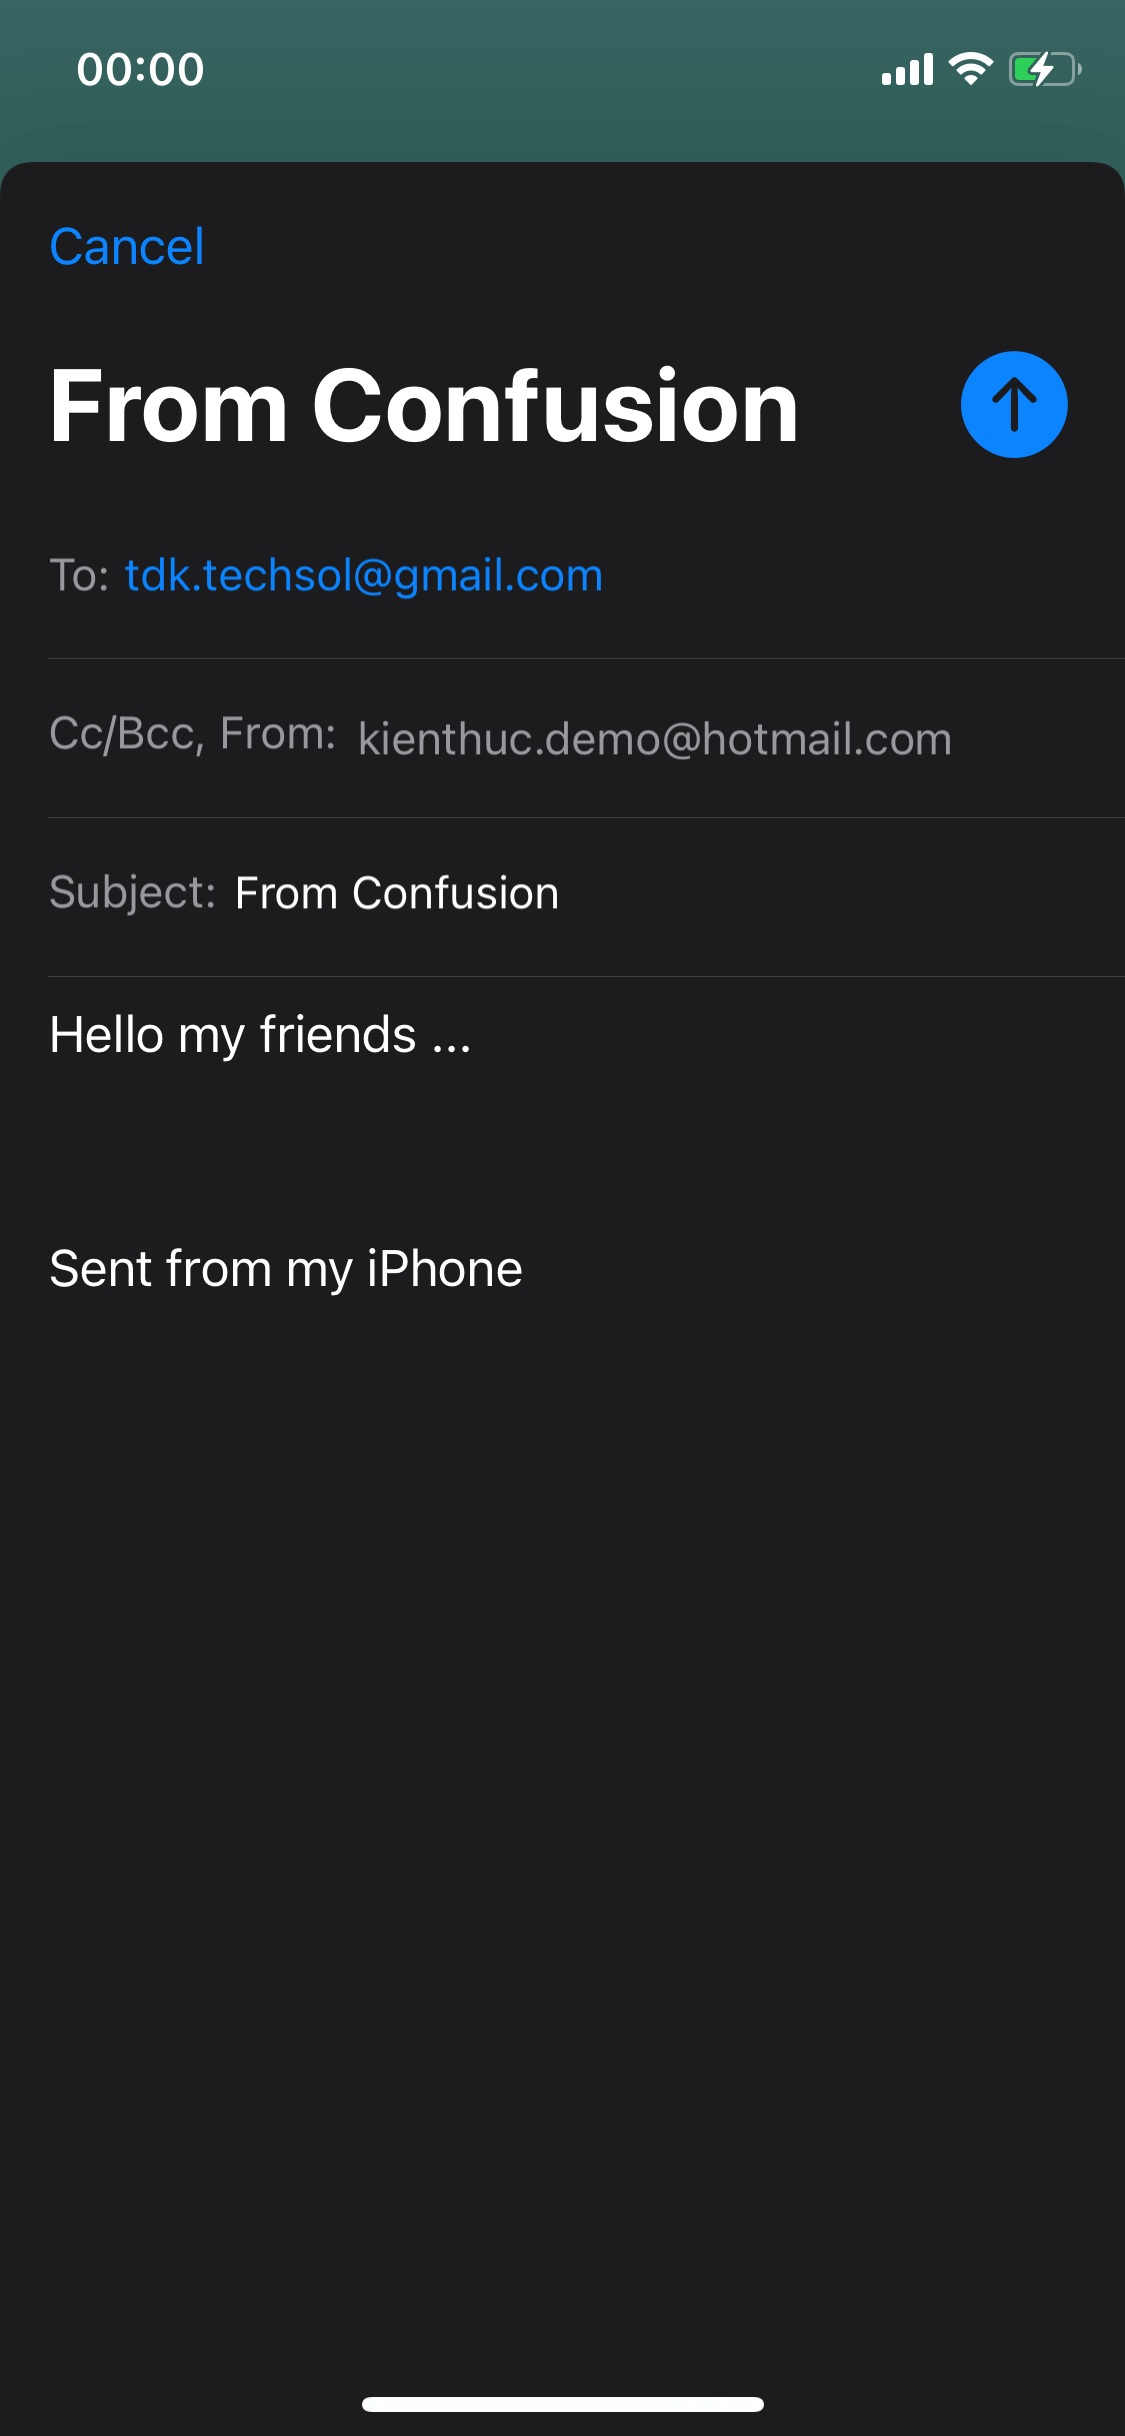 00:00
Cancel
From Confusion
To: tdk.techsol@gmail.com
Cc/Bcc, From: kienthuc.demo@hotmail.com
Subject: From Confusion
Hello my friends ...
Sent from my iPhone